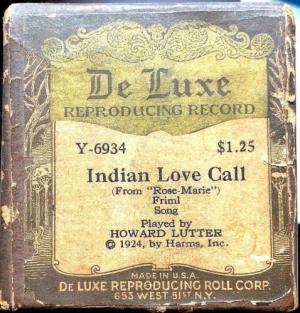 De Luxe
REPRODUCING RECORD
Y-6934 $1.25
Indian Love Call
(From "Rose-Marie")
Friml
Song
Played by
HOWARD LUTTER
© 1924, by Harms, Inc.
MADE IN U.S.A.
DE LUXE REPRODUCING ROLL CORP.
653 WEST 51ST N.Y.